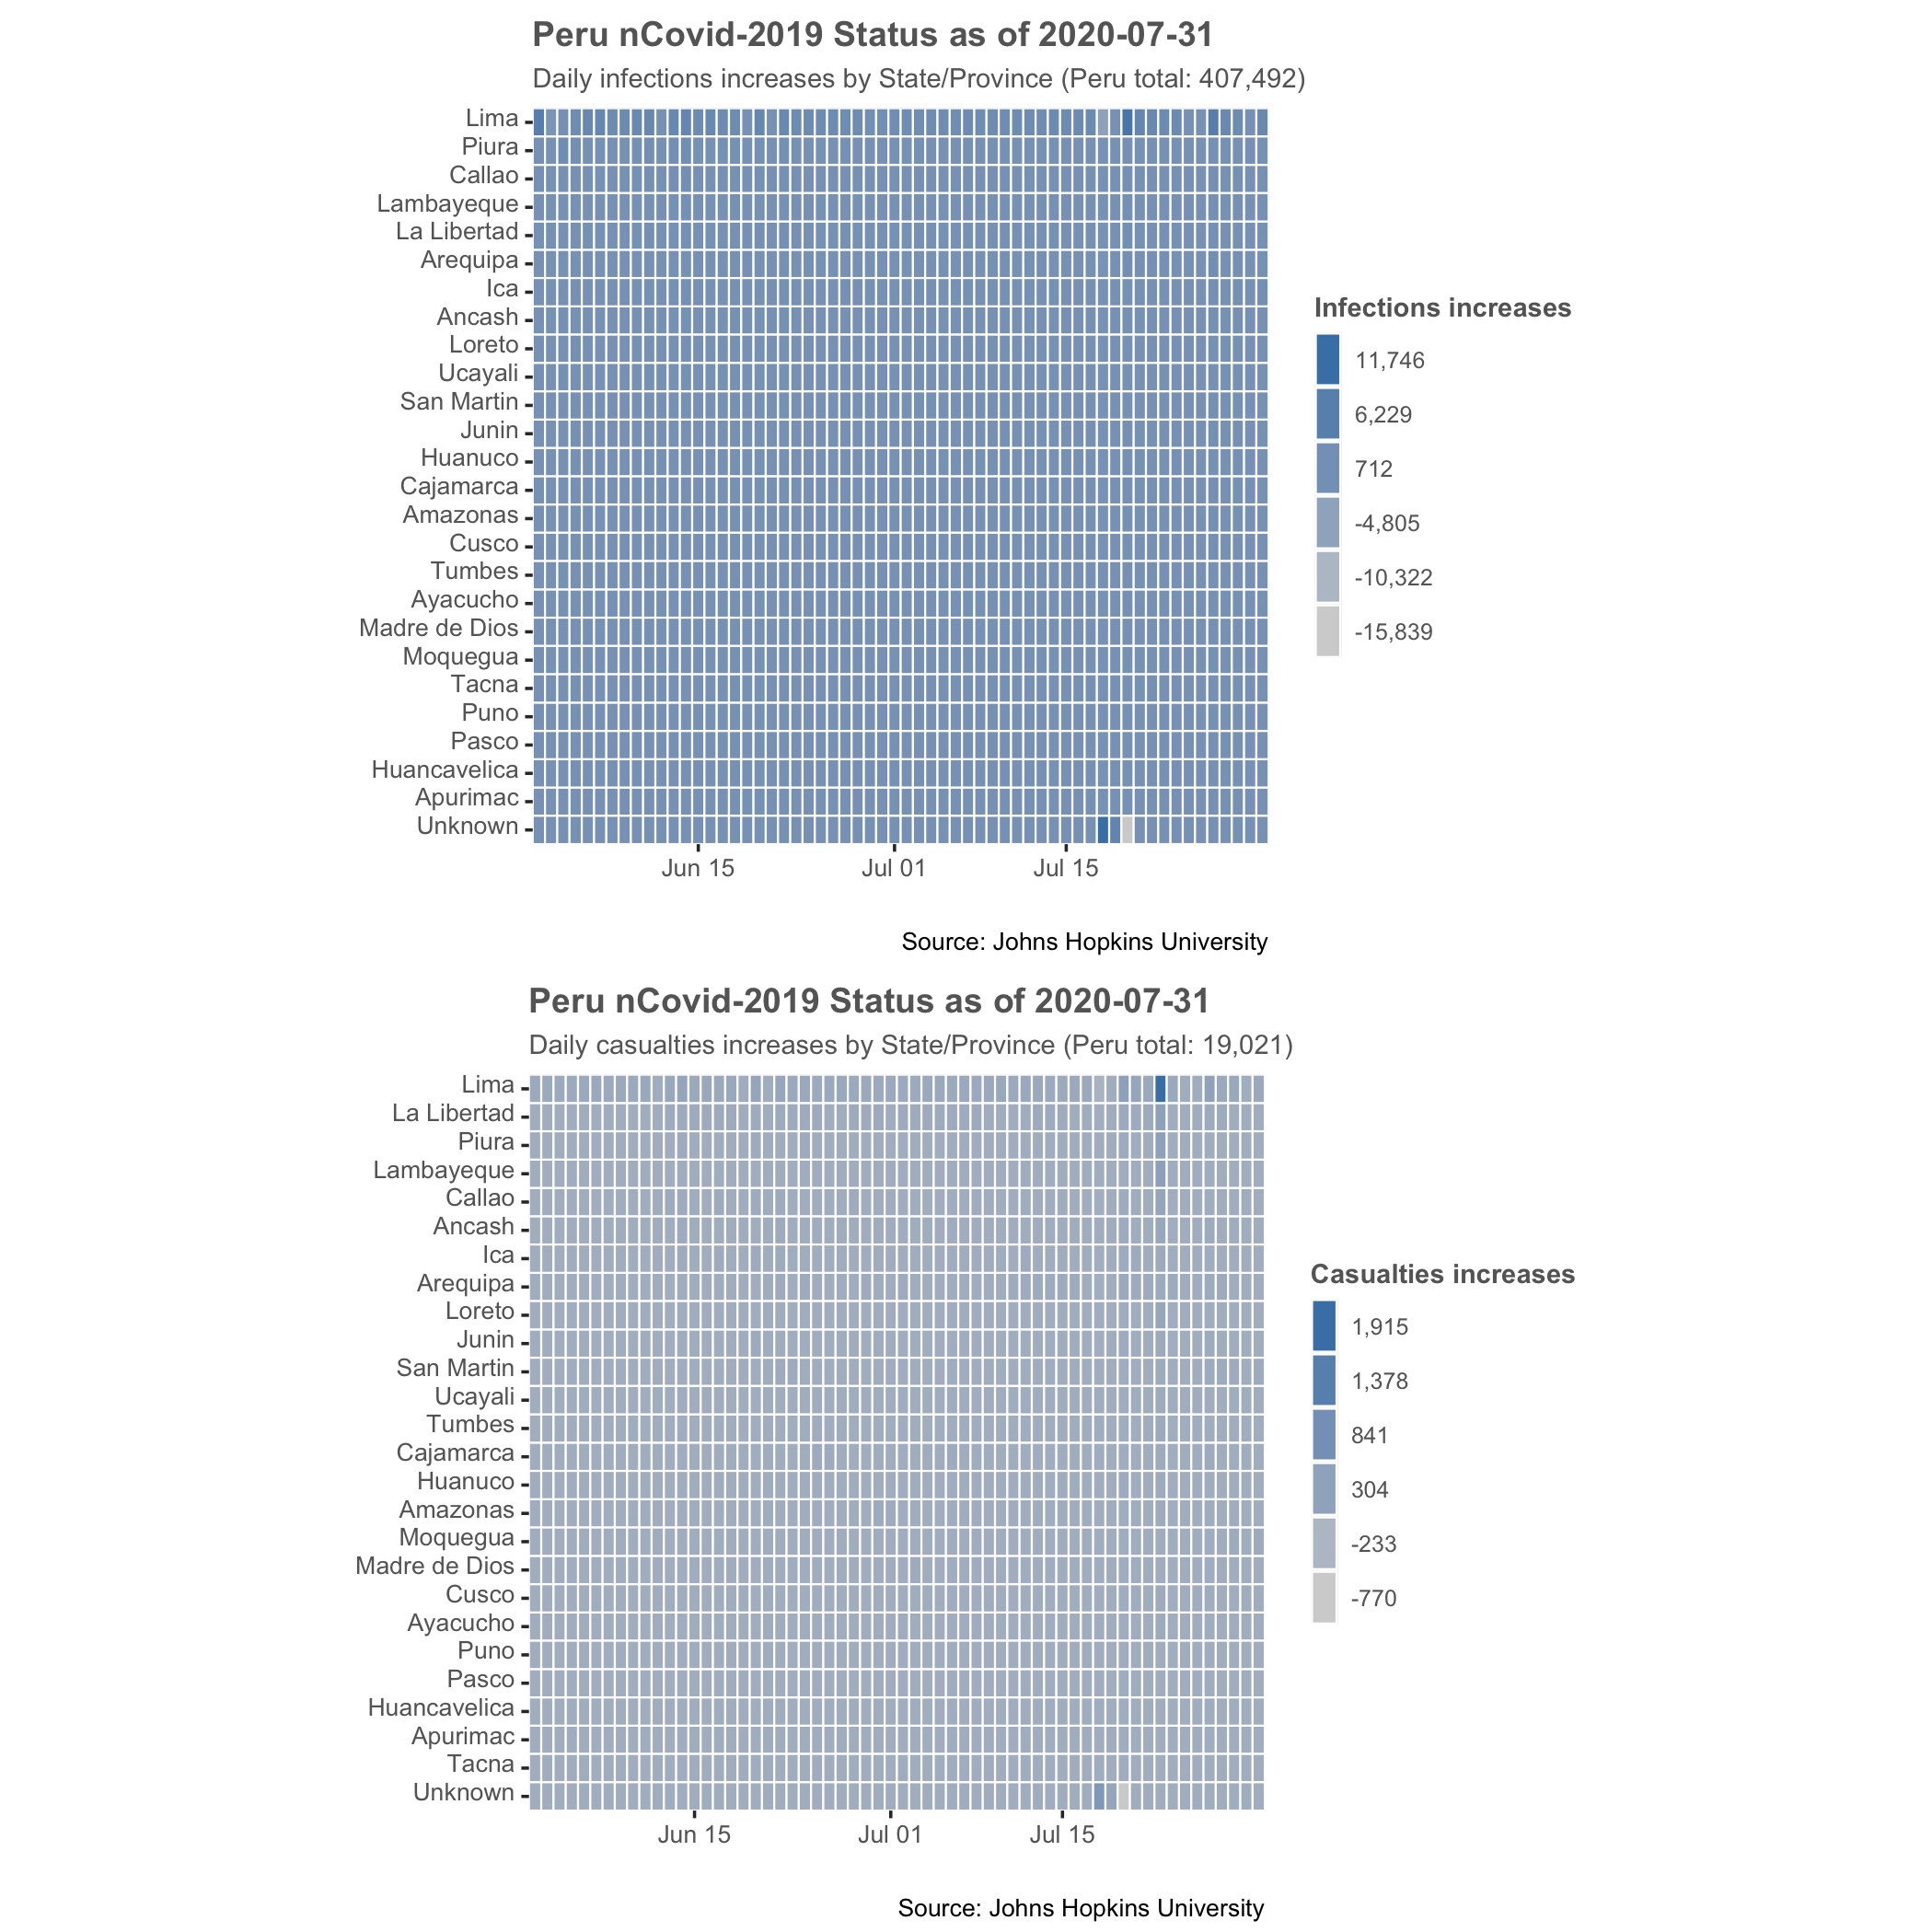 Peru nCovid-2019 Status as of 2020-07-31
Daily infections increases by State/Province (Peru total: 407,492)
Lima
Piura
Callao
Lambayeque
La Libertad
Arequipa
Ica
Ancash
Loreto
Ucayali
San Martin
Junin
Huanuco
Cajamarca
Amazonas
Cusco
Tumbes
Ayacucho
Madre de Dios
Moquegua
Tacna
Puno
Pasco
Huancavelica
Apurimac
Unknown
Jun 15
Jul 01
Jul 15
Infections increases
11,746
6,229
712
-4,805
-10,322
-15,839
Source: Johns Hopkins University
Peru nCovid-2019 Status as of 2020-07-31
Daily casualties increases by State/Province (Peru total: 19,021)
Lima
La Libertad
Piura
Lambayeque
Callao
Ancash
Ica
Arequipa
Loreto
Junin
San Martin
Ucayali
Tumbes
Cajamarca
Huanuco
Amazonas
Moquegua
Madre de Dios
Cusco
Ayacucho
Puno
Pasco
Huancavelica
Apurimac
Tacna
Unknown
Jun 15
Jul 01
Jul 15
Casualties increases
1,915
1,378
841
304
-233
-770
Source: Johns Hopkins University